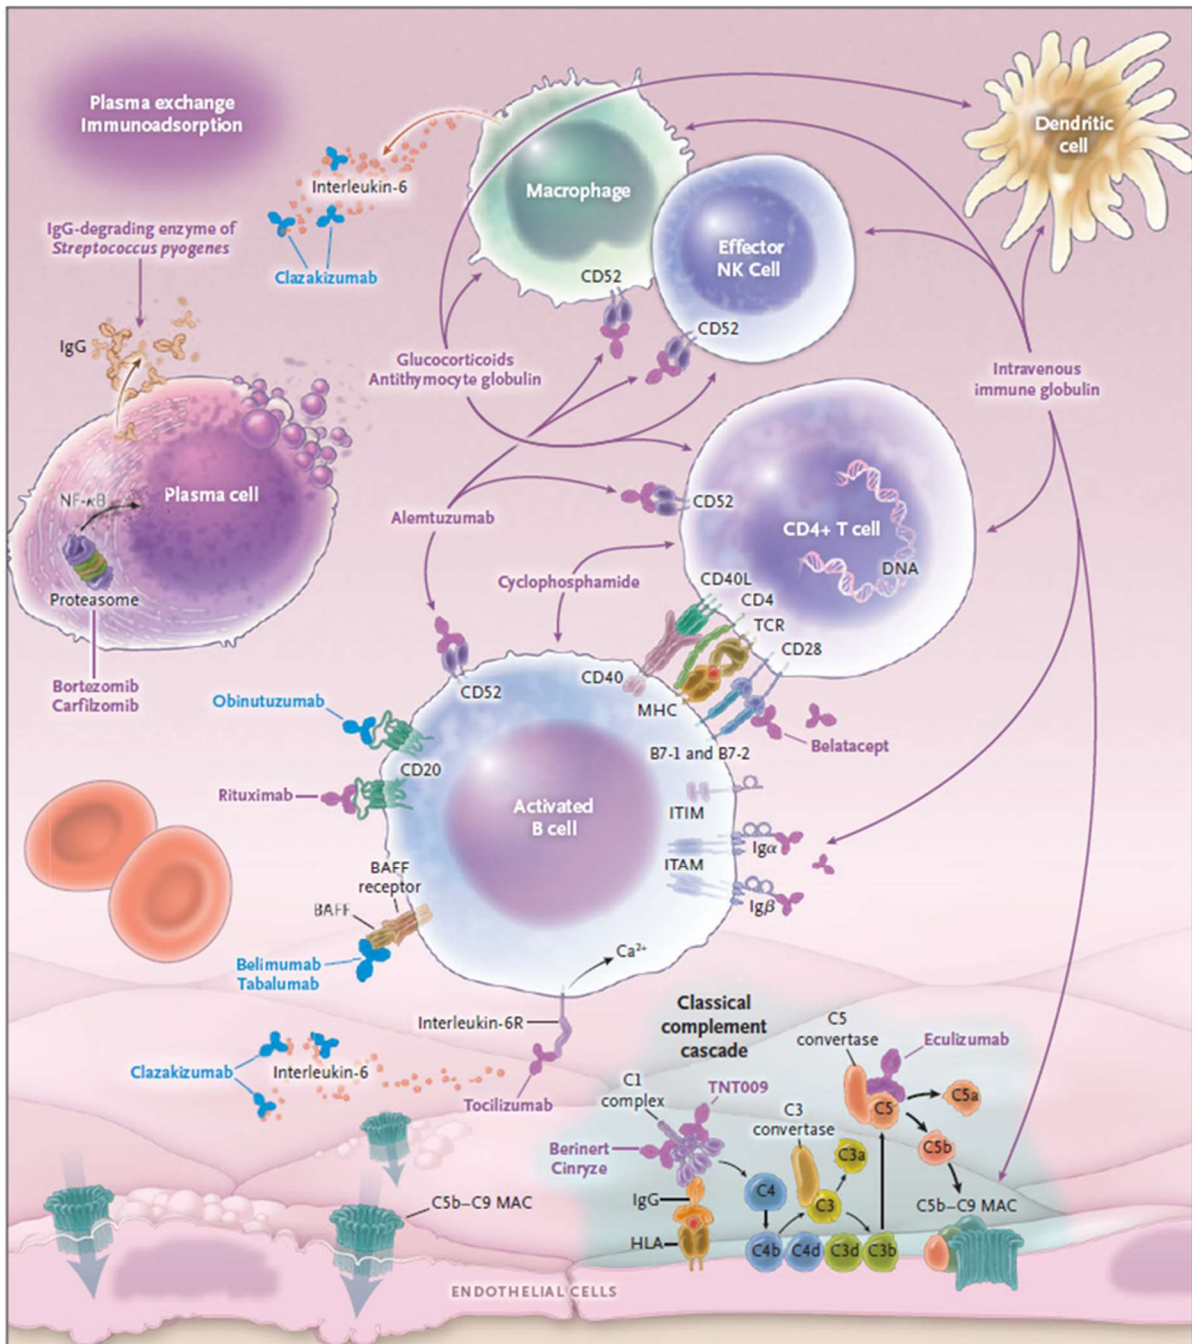 Plasma exchange
Immunoadsorption
Dendritic
cell
Interleukin-6
Macrophage
IgG-degrading enzyme of
Streptococcus pyogenes
Clazakizumab
Effector
NK Cell
CD52
CD52
IgG
Glucocorticoids
Antithymocyte globulin
Intravenous
immune globulin
NF-κB
Plasma cell
Alemtuzumab
CD52
CD4+ T cell
DNA
Proteasome
Cyclophosphamide
CD40L
CD4
TCR
CD28
Bortezomib
Carfilzomib
CD40
MHC
CD52
Obinutuzumab
B7-1 and B7-2
Belatacept
CD20
Rituximab
Activated
B cell
ITIM
Igα
ITAM
Igβ
BAFF
receptor
BAFF
Belimumab
Tabalumab
Ca²⁺
Interleukin-6R
Classical
complement
cascade
C5
convertase
Eculizumab
Clazakizumab
Interleukin-6
Tocilizumab
C1
complex
TNT009
C3
convertase
C5
C5a
Berinert
Cinryze
C3a
C5b
IgG
C4
C3
C5b–C9 MAC
C5b–C9 MAC
HLA
C4b
C4d
C3d
C3b
ENDOTHELIAL CELLS